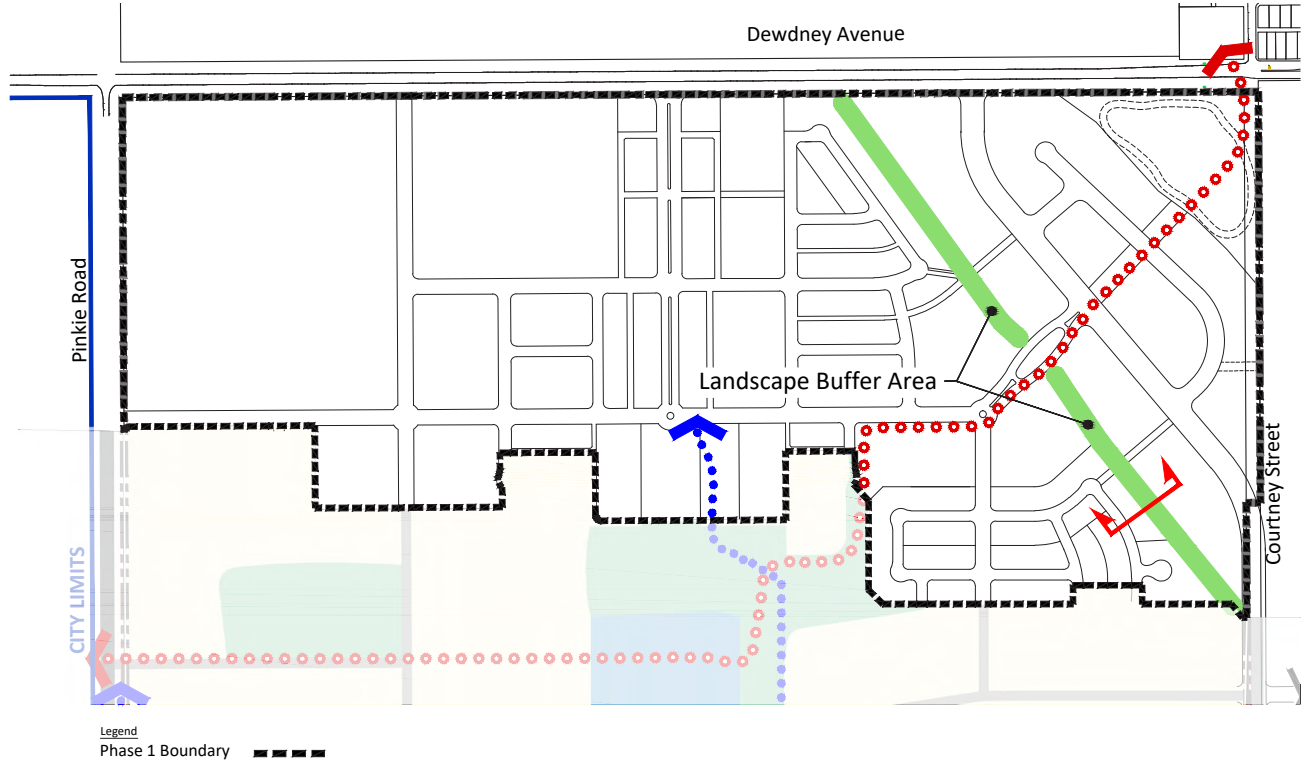 Dewdney Avenue
Pinkie Road
Landscape Buffer Area
Courtney Street
CITY LIMITS
Legend
Phase 1 Boundary